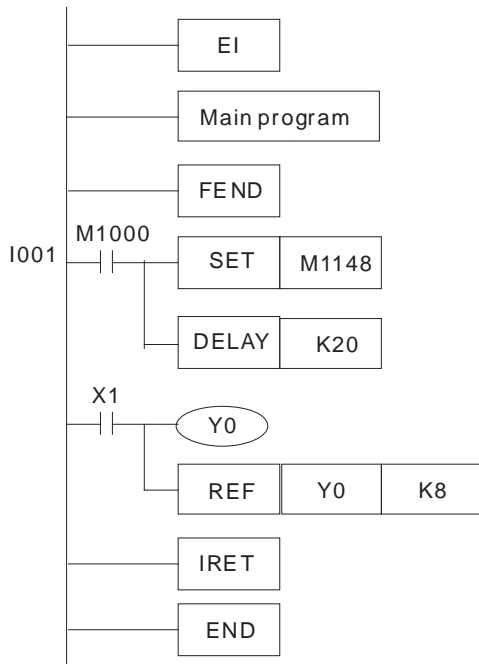 EI
Main program
FEND
M1000
I001
SET M1148
DELAY K20
X1
Y0
REF Y0 K8
IRET
END